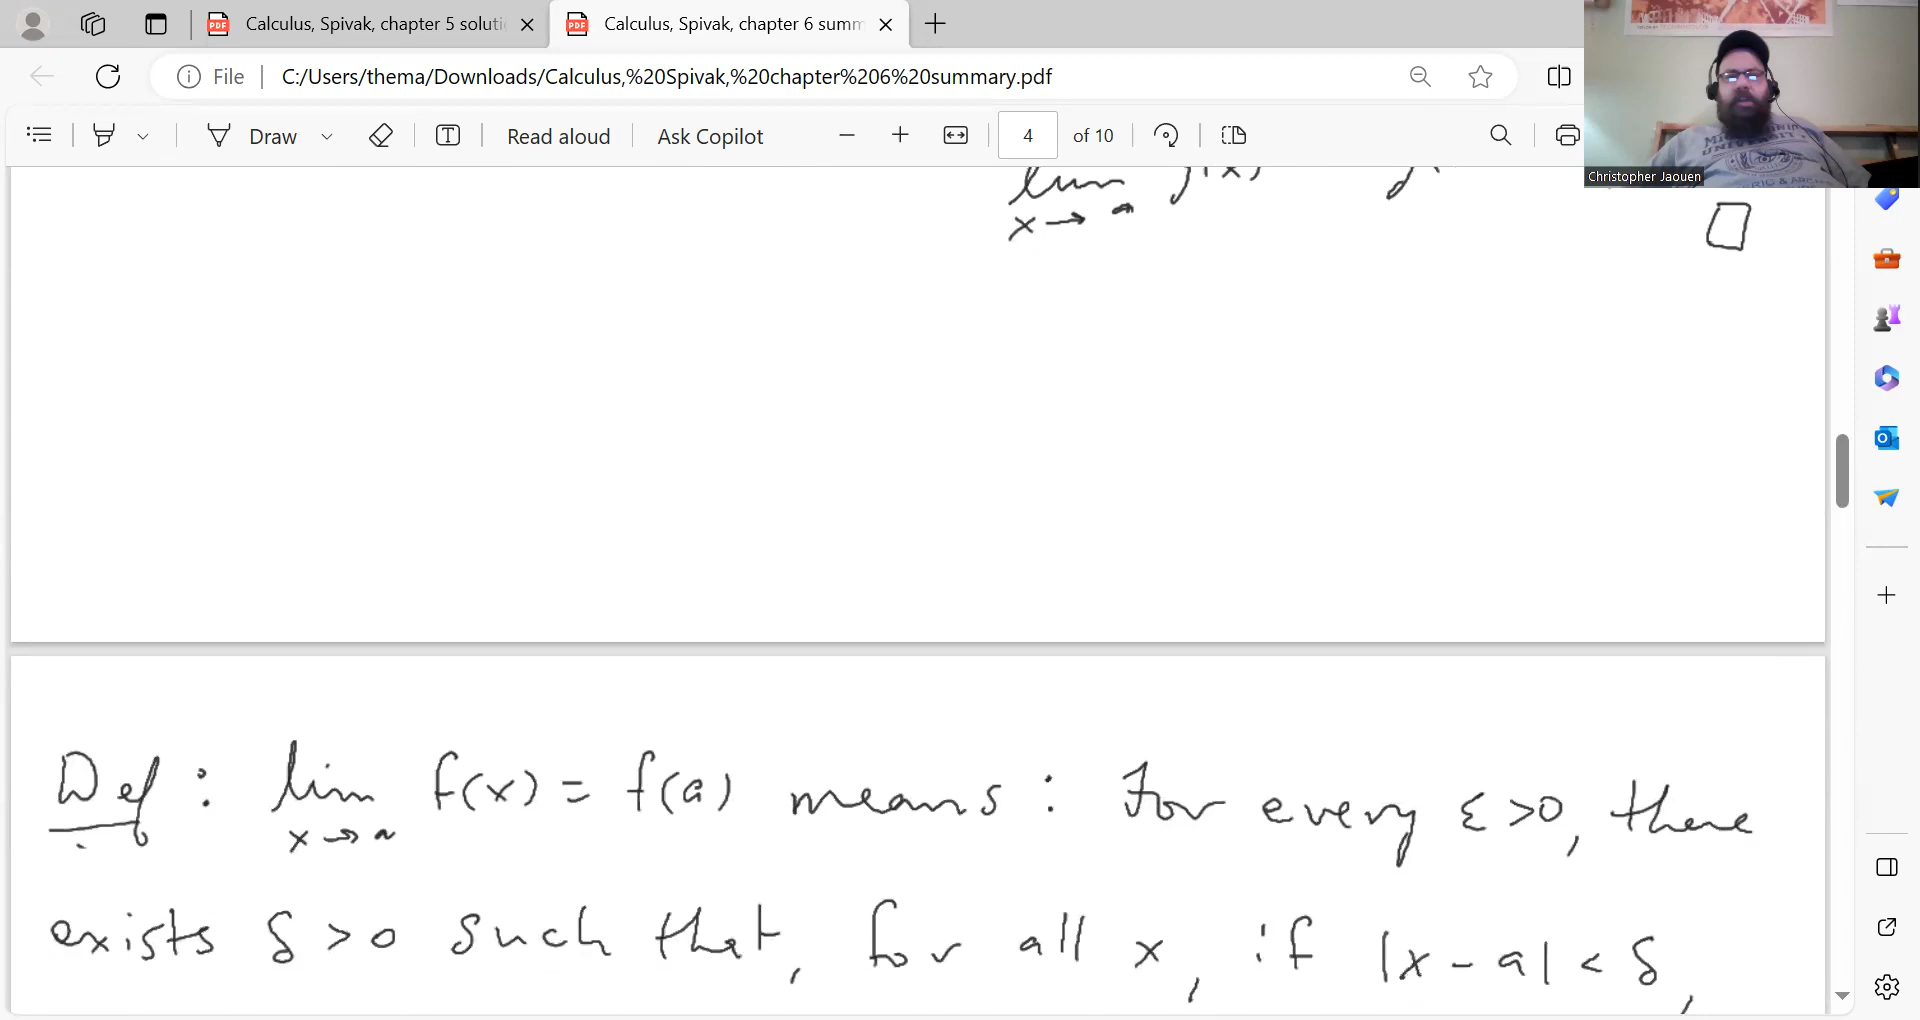 Calculus, Spivak, chapter 5 soluti
Calculus, Spivak, chapter 6 summ
File
C:/Users/thema/Downloads/Calculus,%20Spivak,%20chapter%206%20summary.pdf
Draw
Read aloud
Ask Copilot
4 of 10
Christopher Jaouen
lim
x → a
Def : lim f(x) = f(a) means : For every ε >0, there
x → a
exists δ > 0 such that, for all x, if |x - a| < δ,